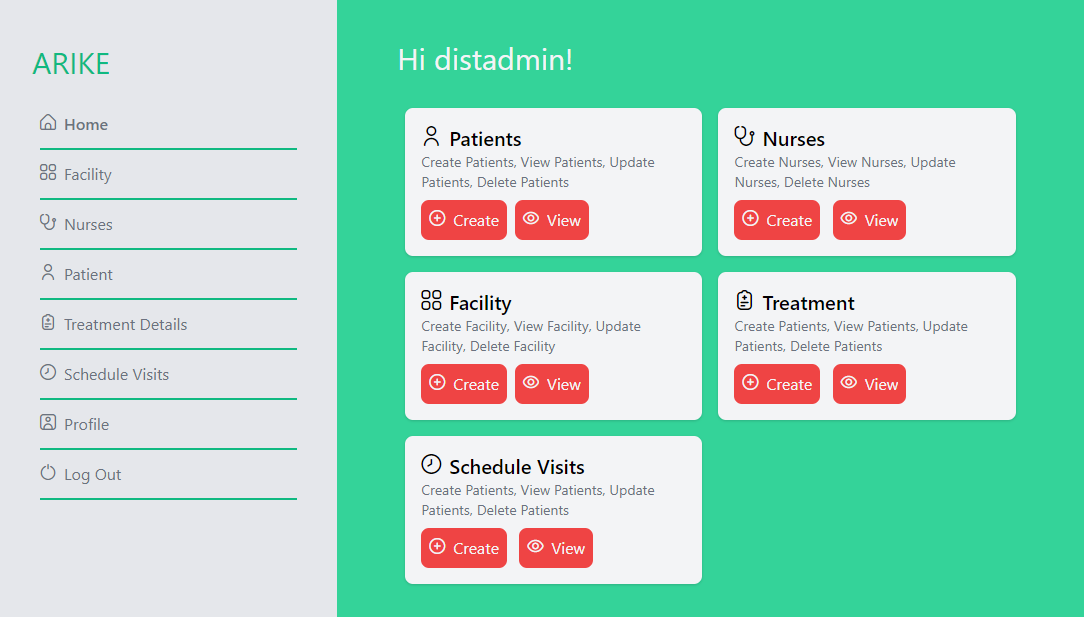 ARIKE
Home
Facility
Nurses
Patient
Treatment Details
Schedule Visits
Profile
Log Out
Hi distadmin!
Patients
Create Patients, View Patients, Update
Patients, Delete Patients
Create View
Nurses
Create Nurses, View Nurses, Update
Nurses, Delete Nurses
Create View
Facility
Create Facility, View Facility, Update
Facility, Delete Facility
Create View
Treatment
Create Patients, View Patients, Update
Patients, Delete Patients
Create View
Schedule Visits
Create Patients, View Patients, Update
Patients, Delete Patients
Create View